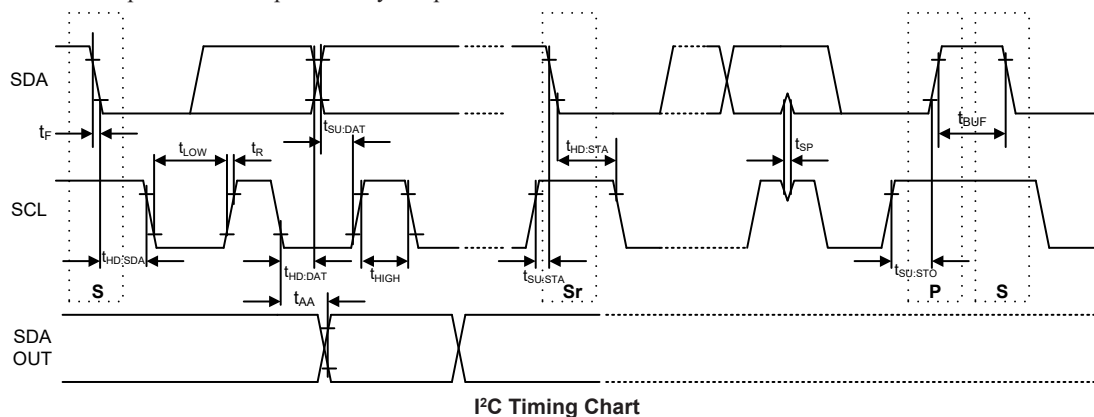 SDA
tF
tSU:DAT
tBUF
tLOW
tR
tHD:STA
tSP
SCL
tHD:SDA
tHD:DAT
tHIGH
tSU:STA
tSU:STO
S
Sr
P
S
tAA
SDA
OUT
I²C Timing Chart